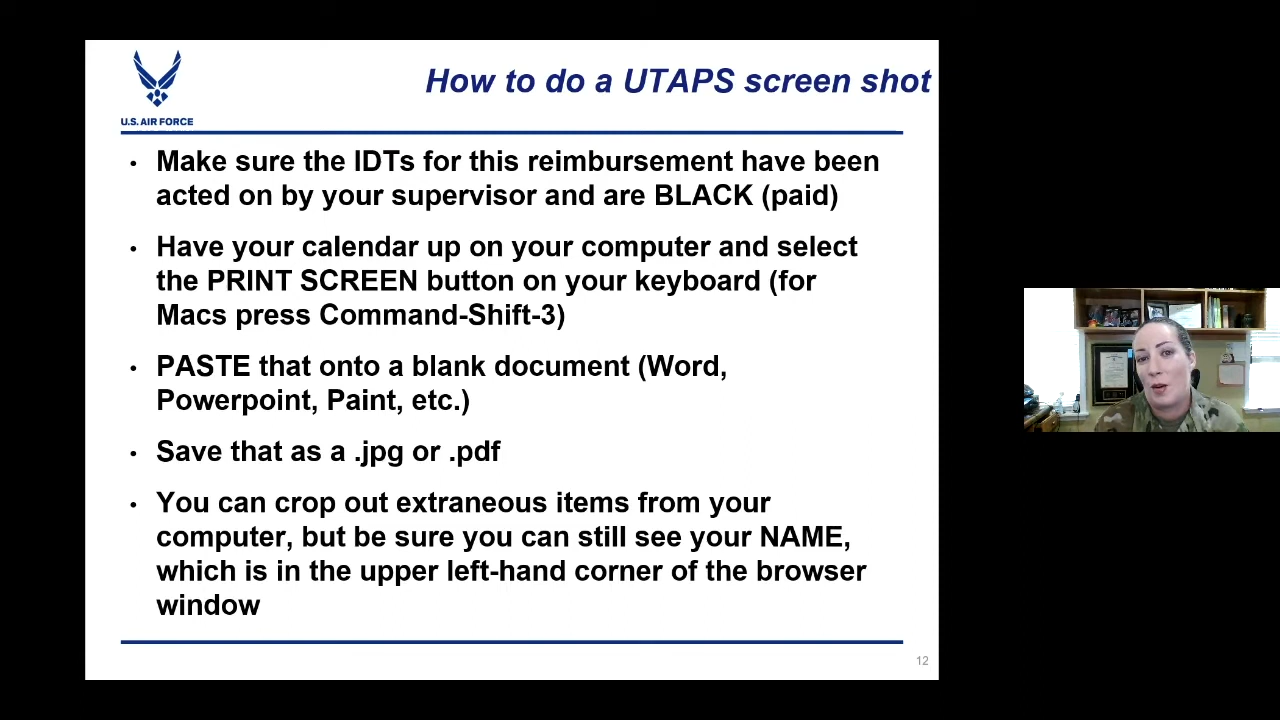 How to do a UTAPS screen shot
U.S. AIR FORCE
• Make sure the IDTs for this reimbursement have been
acted on by your supervisor and are BLACK (paid)
• Have your calendar up on your computer and select
the PRINT SCREEN button on your keyboard (for
Macs press Command-Shift-3)
• PASTE that onto a blank document (Word,
Powerpoint, Paint, etc.)
• Save that as a .jpg or .pdf
• You can crop out extraneous items from your
computer, but be sure you can still see your NAME,
which is in the upper left-hand corner of the browser
window
12